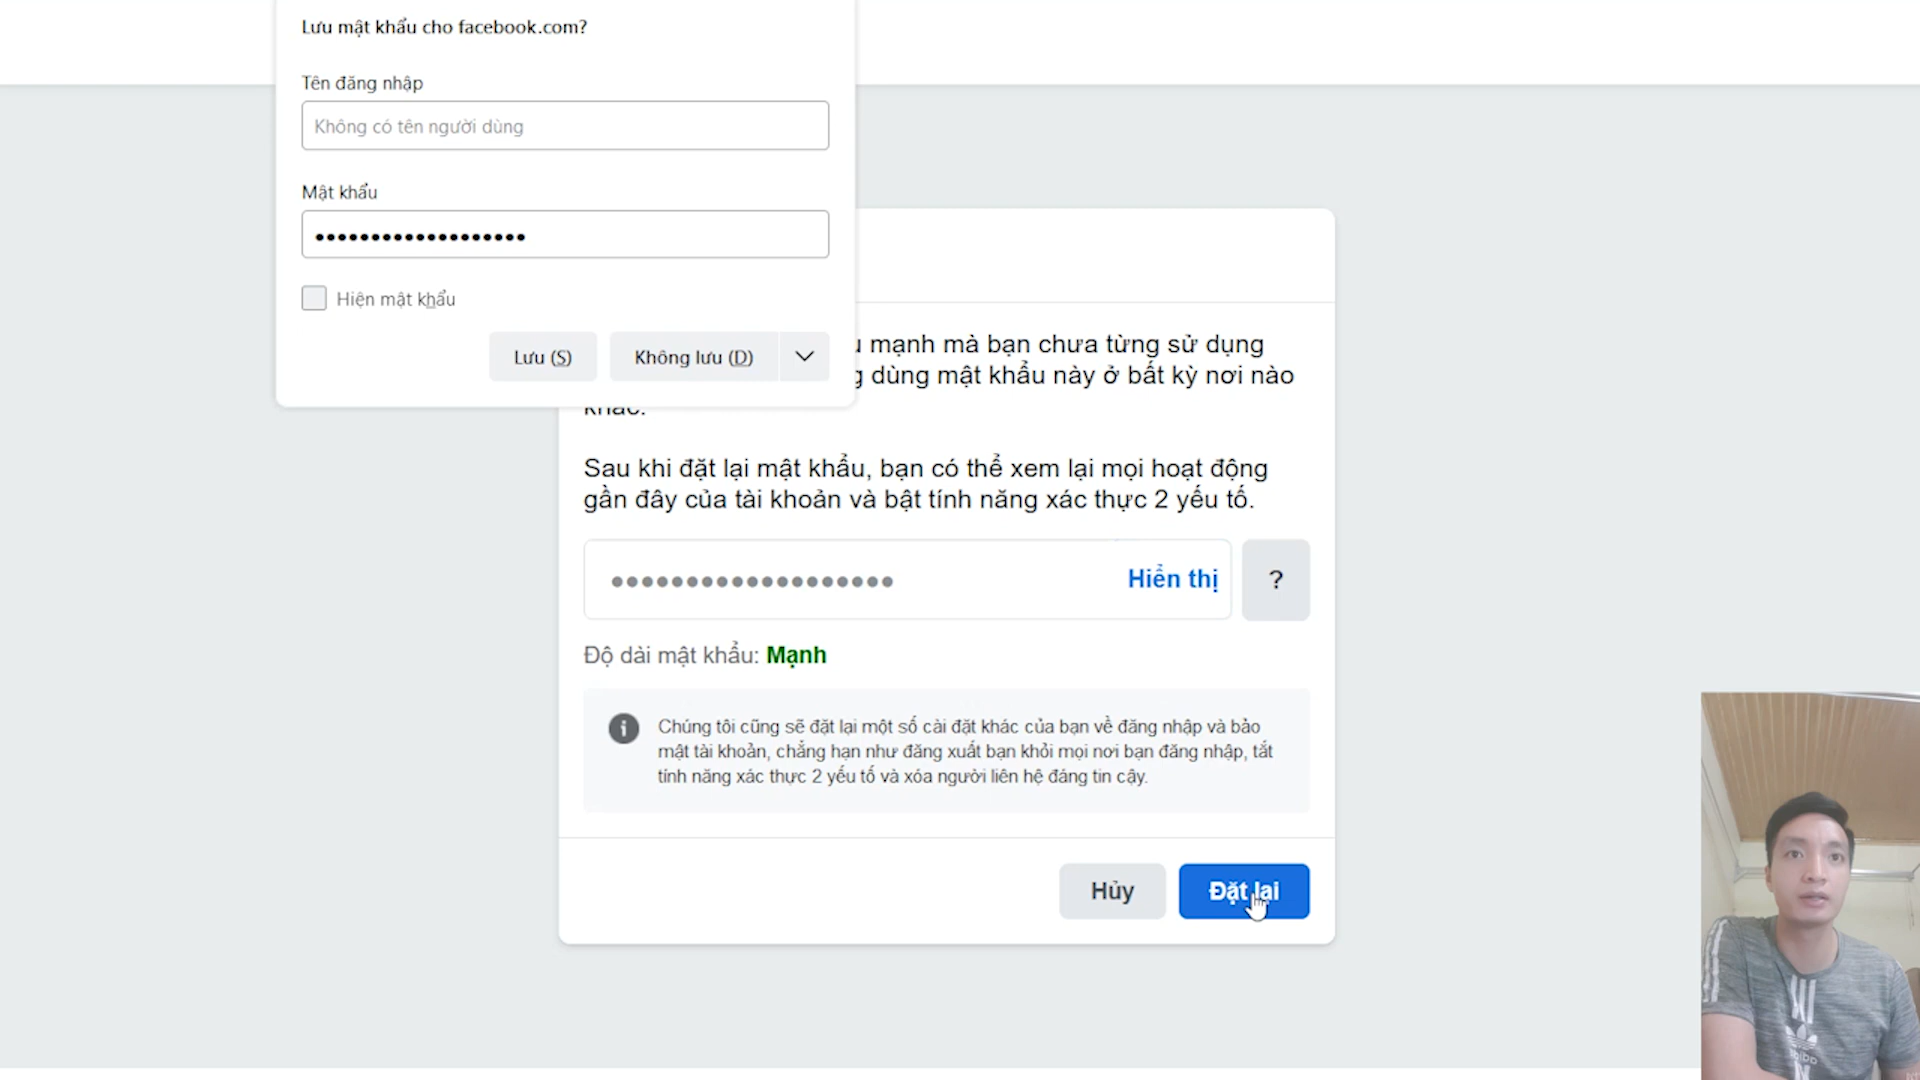 Lưu mật khẩu cho facebook.com?
Tên đăng nhập
Không có tên người dùng
Mật khẩu
•••••••••••••••••••
Hiện mật khẩu
Lưu (S)
Không lưu (D)
mạnh mà bạn chưa từng sử dụng
dùng mật khẩu này ở bất kỳ nơi nào
khác.
Sau khi đặt lại mật khẩu, bạn có thể xem lại mọi hoạt động
gần đây của tài khoản và bật tính năng xác thực 2 yếu tố.
•••••••••••••••••••
Hiển thị
?
Độ dài mật khẩu: Mạnh
Chúng tôi cũng sẽ đặt lại một số cài đặt khác của bạn về đăng nhập và bảo
mật tài khoản, chẳng hạn như đăng xuất bạn khỏi mọi nơi bạn đăng nhập, tắt
tính năng xác thực 2 yếu tố và xóa người liên hệ đáng tin cậy.
Hủy
Đặt lại